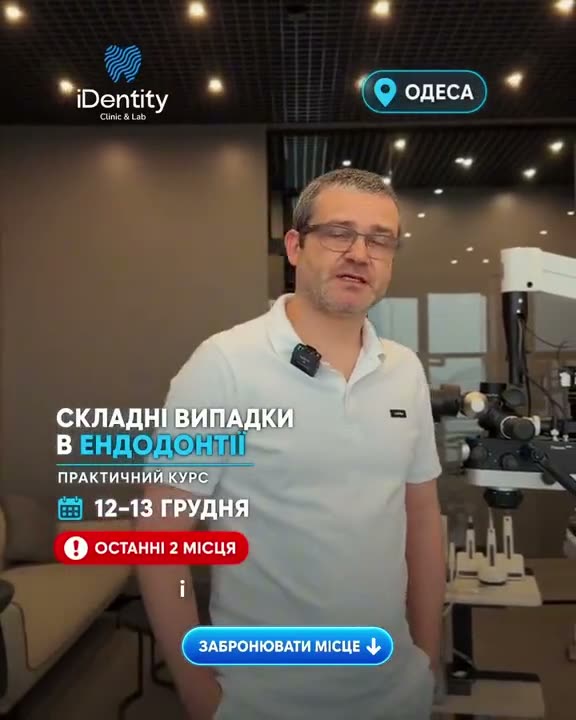 iDentity
Clinic & Lab
ОДЕСА
СКЛАДНІ ВИПАДКИ
В ЕНДОДОНТІЇ
ПРАКТИЧНИЙ КУРС
12–13 ГРУДНЯ
ОСТАННІ 2 МІСЦЯ
і
ЗАБРОНЮВАТИ МІСЦЕ